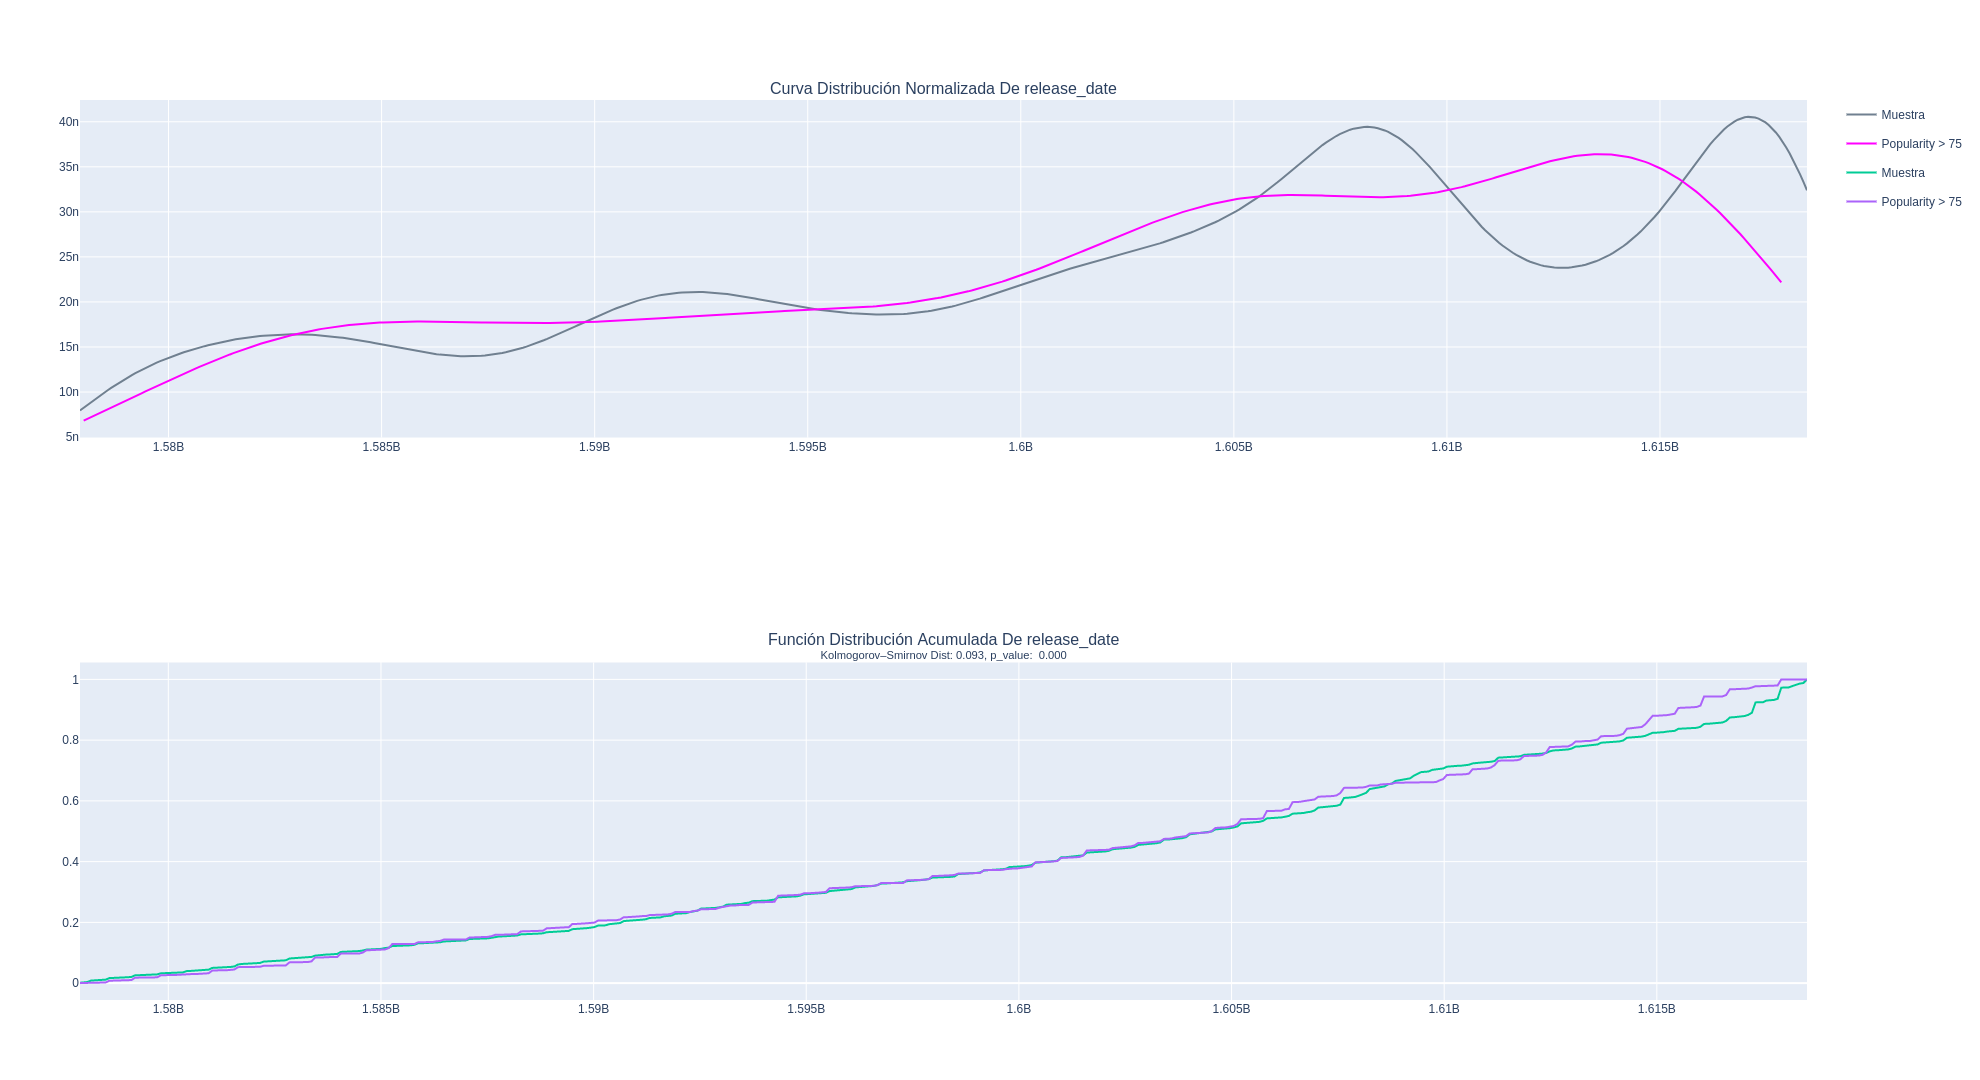 Curva Distribución Normalizada De release_date
40n
35n
30n
25n
20n
15n
10n
5n
1.58B 1.585B 1.59B 1.595B 1.6B 1.605B 1.61B 1.615B
Muestra
Popularity > 75
Muestra
Popularity > 75
Función Distribución Acumulada De release_date
Kolmogorov–Smirnov Dist: 0.093, p_value: 0.000
1
0.8
0.6
0.4
0.2
0
1.58B 1.585B 1.59B 1.595B 1.6B 1.605B 1.61B 1.615B